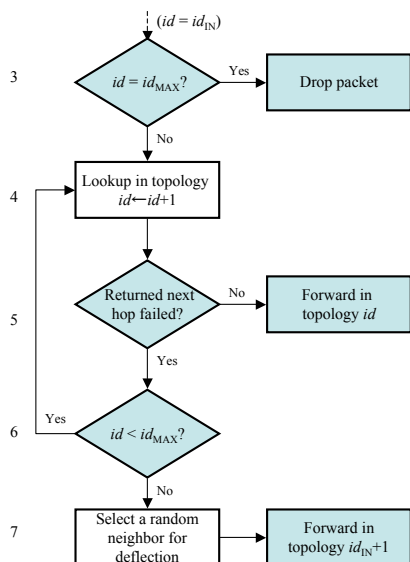 (id = id_IN)
3
id = id_MAX?
Yes
Drop packet
No
4
Lookup in topology
id←id+1
5
Returned next
hop failed?
No
Forward in
topology id
Yes
6
id < id_MAX?
Yes
No
7
Select a random
neighbor for
deflection
Forward in
topology id_IN+1